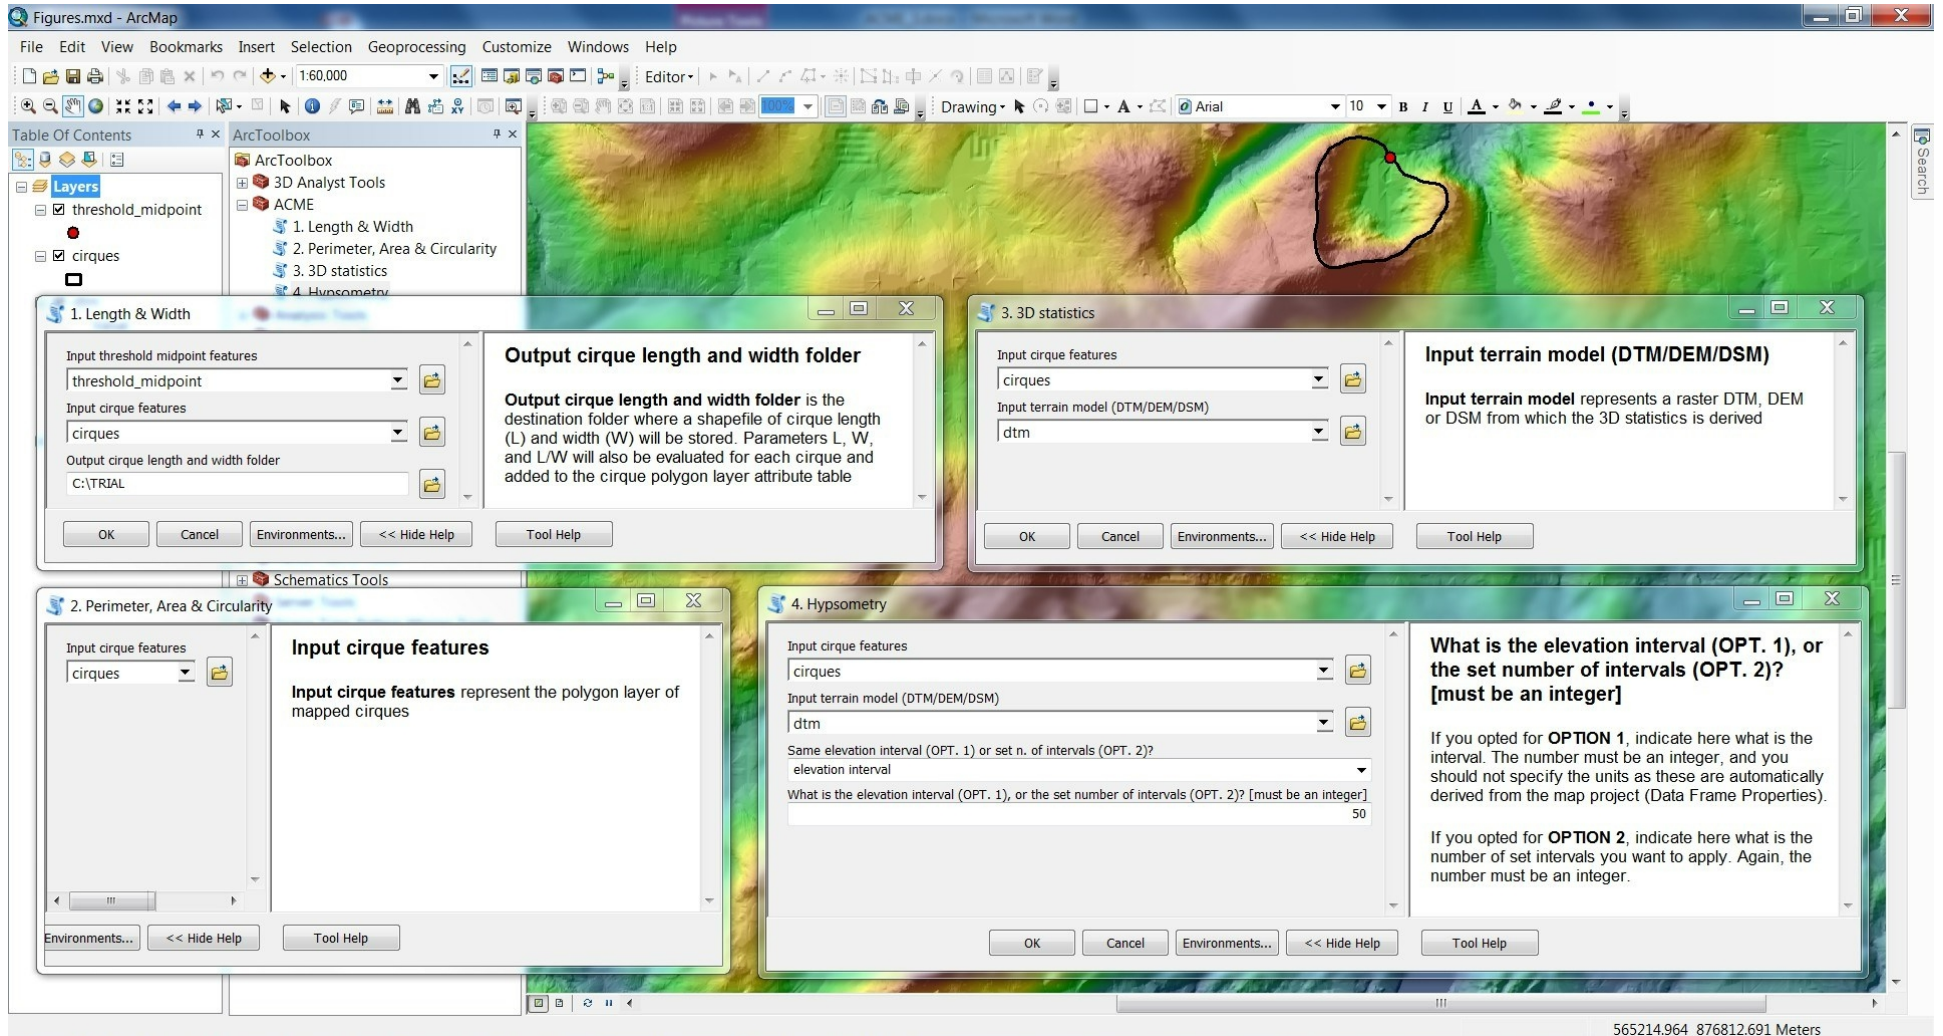 Figures.mxd - ArcMap
File Edit View Bookmarks Insert Selection Geoprocessing Customize Windows Help
1:60,000
Editor
100%
Drawing
A
Arial
10
B I U A
Table Of Contents
ArcToolbox
Search
Layers
threshold_midpoint
cirques
ArcToolbox
3D Analyst Tools
ACME
1. Length & Width
2. Perimeter, Area & Circularity
3. 3D statistics
4. Hypsometry
Schematics Tools
1. Length & Width
Input threshold midpoint features
threshold_midpoint
Input cirque features
cirques
Output cirque length and width folder
C:\TRIAL
OK Cancel Environments... << Hide Help Tool Help
Output cirque length and width folder
Output cirque length and width folder is the
destination folder where a shapefile of cirque length
(L) and width (W) will be stored. Parameters L, W,
and L/W will also be evaluated for each cirque and
added to the cirque polygon layer attribute table
3. 3D statistics
Input cirque features
cirques
Input terrain model (DTM/DEM/DSM)
dtm
OK Cancel Environments... << Hide Help Tool Help
Input terrain model (DTM/DEM/DSM)
Input terrain model represents a raster DTM, DEM
or DSM from which the 3D statistics is derived
2. Perimeter, Area & Circularity
Input cirque features
cirques
Environments... << Hide Help Tool Help
Input cirque features
Input cirque features represent the polygon layer of
mapped cirques
4. Hypsometry
Input cirque features
cirques
Input terrain model (DTM/DEM/DSM)
dtm
Same elevation interval (OPT. 1) or set n. of intervals (OPT. 2)?
elevation interval
What is the elevation interval (OPT. 1), or the set number of intervals (OPT. 2)? [must be an integer]
50
OK Cancel Environments... << Hide Help Tool Help
What is the elevation interval (OPT. 1), or
the set number of intervals (OPT. 2)?
[must be an integer]
If you opted for OPTION 1, indicate here what is the
interval. The number must be an integer, and you
should not specify the units as these are automatically
derived from the map project (Data Frame Properties).
If you opted for OPTION 2, indicate here what is the
number of set intervals you want to apply. Again, the
number must be an integer.
565214.964 876812.691 Meters